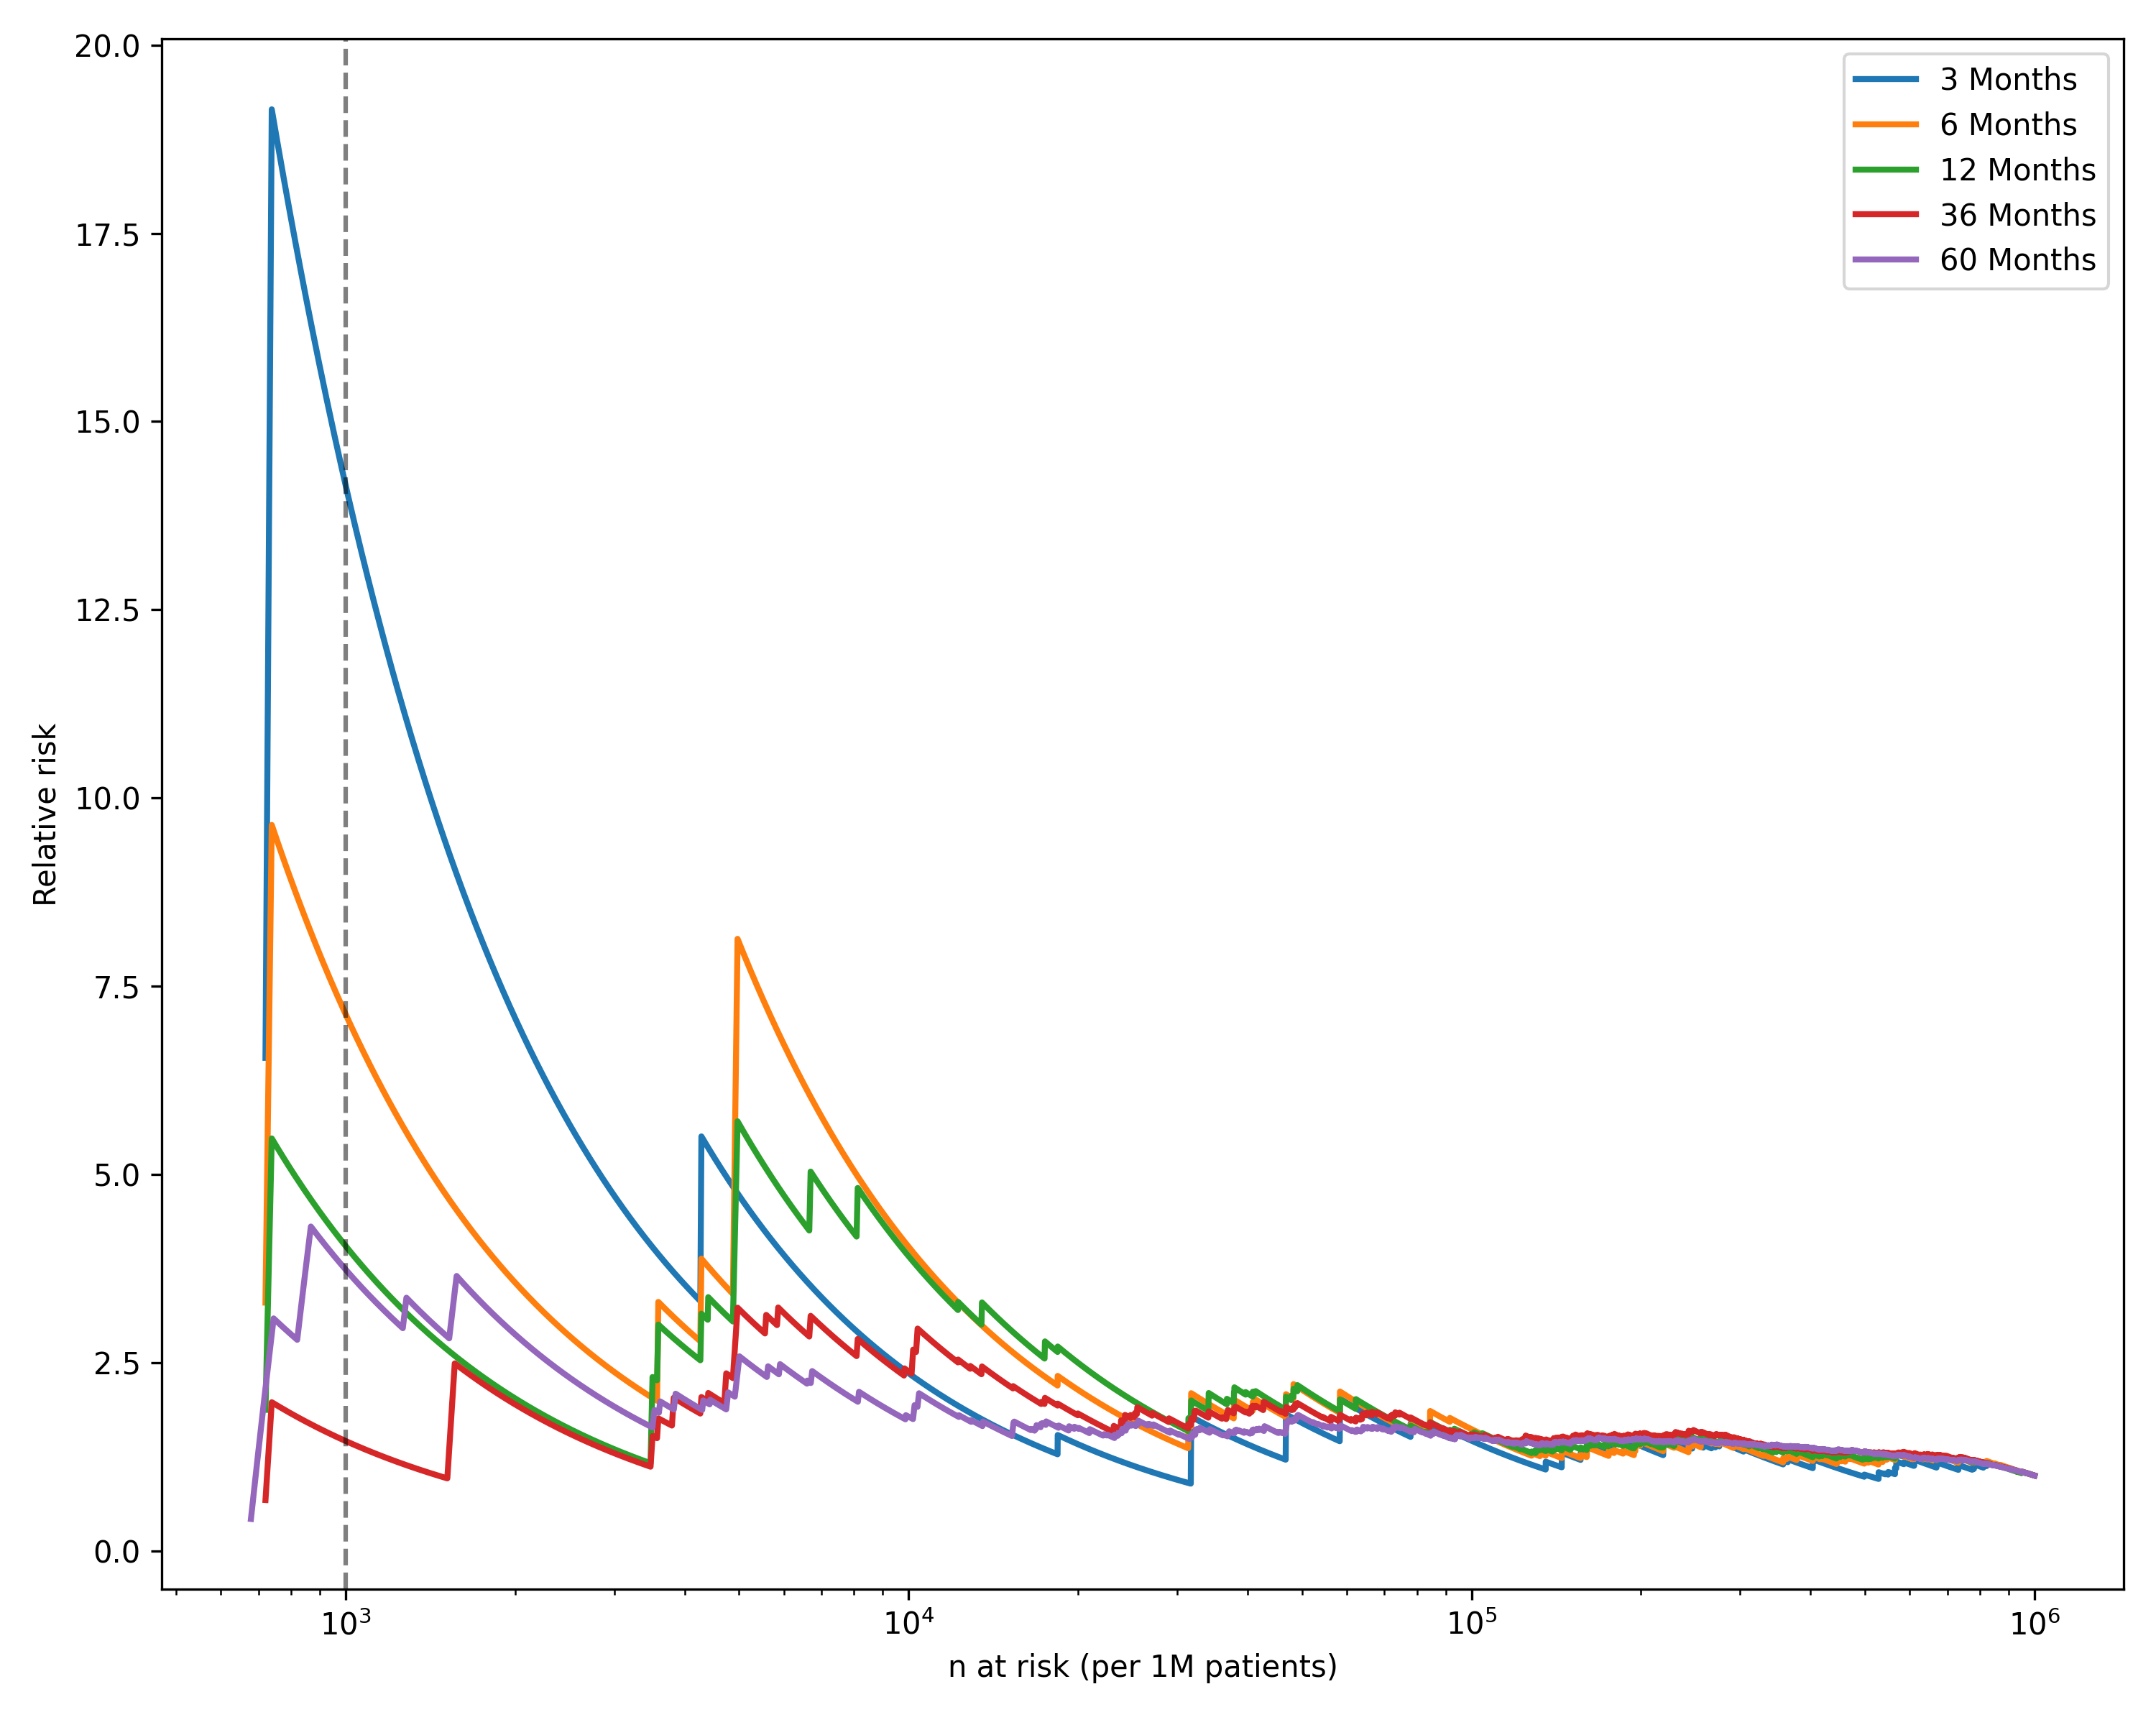 20.0
17.5
15.0
12.5
10.0
7.5
5.0
2.5
0.0
Relative risk
3 Months
6 Months
12 Months
36 Months
60 Months
10³
10⁴
10⁵
10⁶
n at risk (per 1M patients)